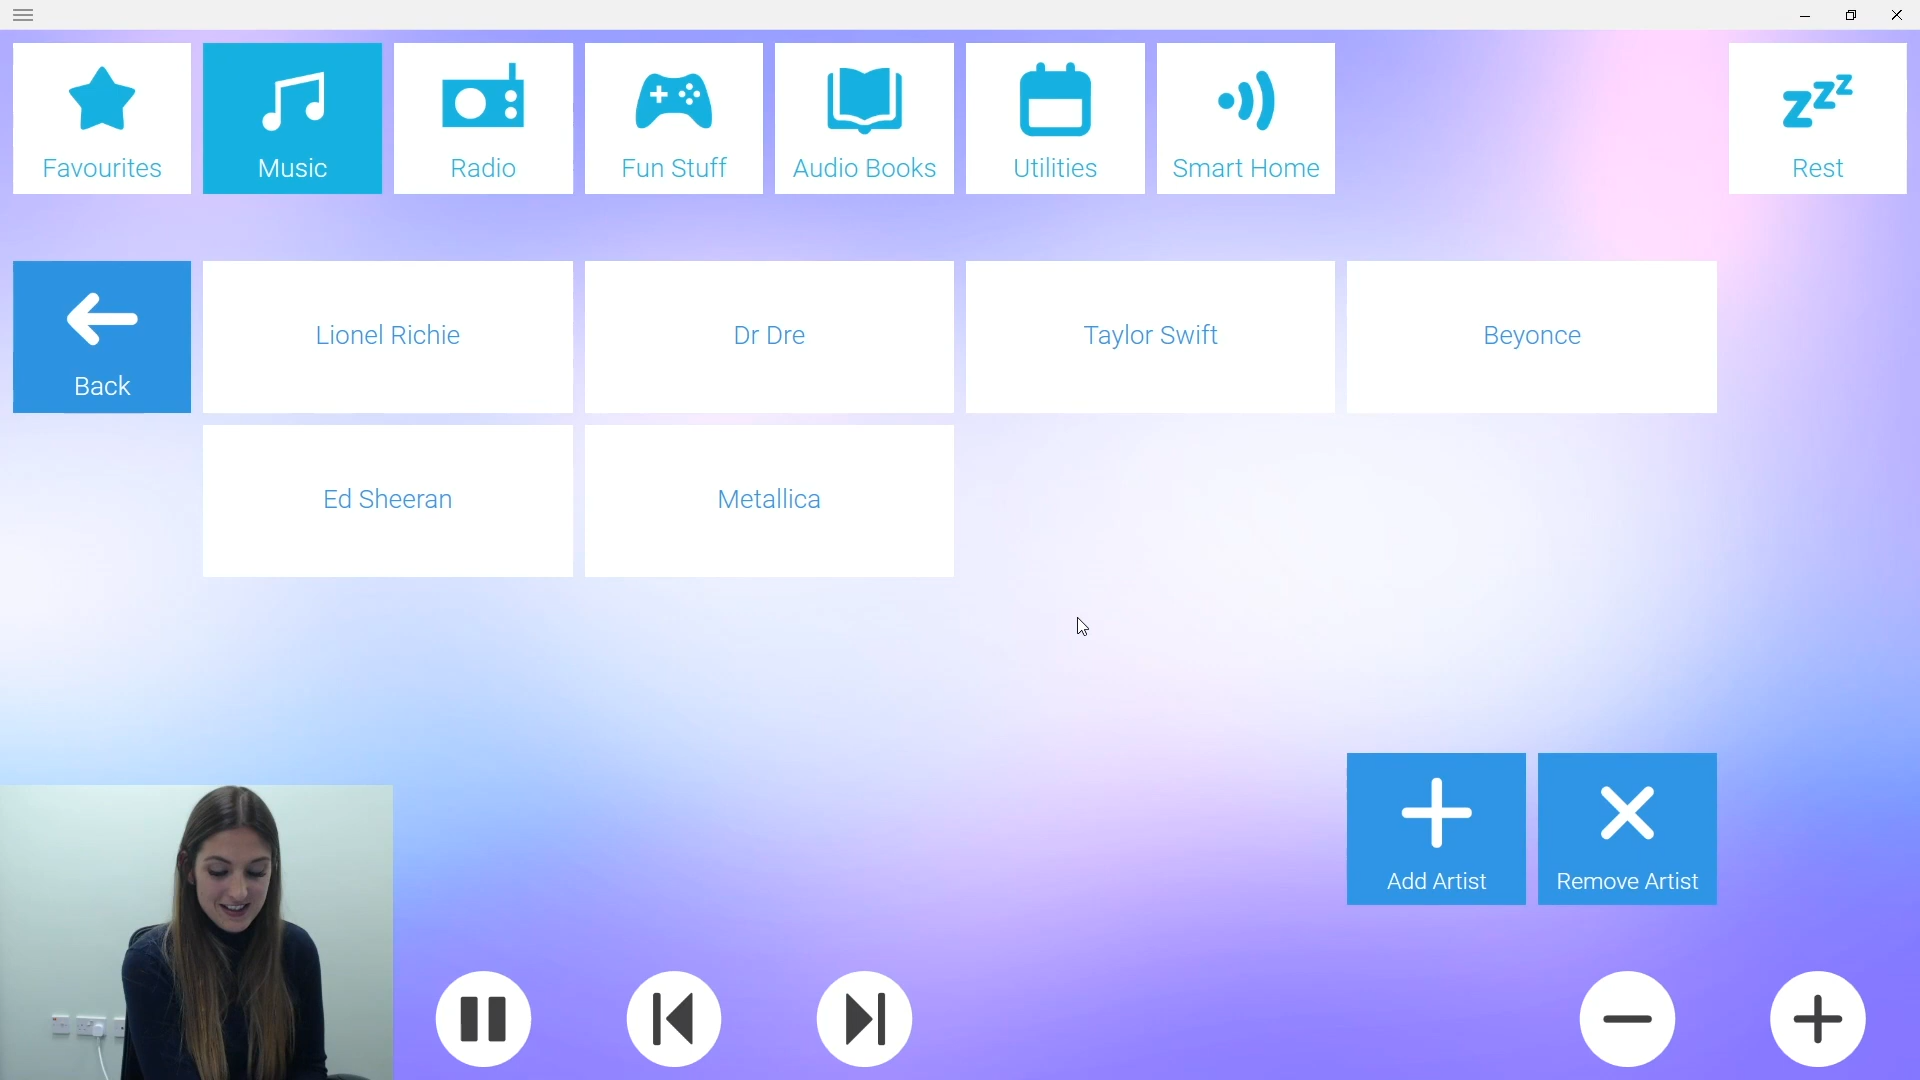 Favourites
Music
Radio
Fun Stuff
Audio Books
Utilities
Smart Home
Rest
Back
Lionel Richie
Dr Dre
Taylor Swift
Beyonce
Ed Sheeran
Metallica
Add Artist
Remove Artist